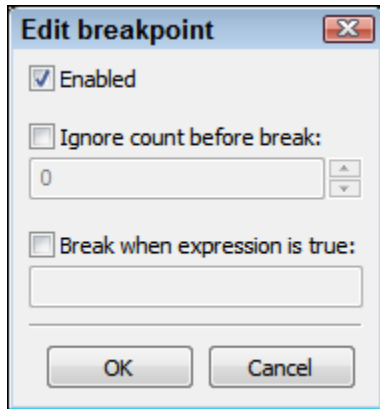 Edit breakpoint
Enabled
Ignore count before break:
0
Break when expression is true:
OK Cancel